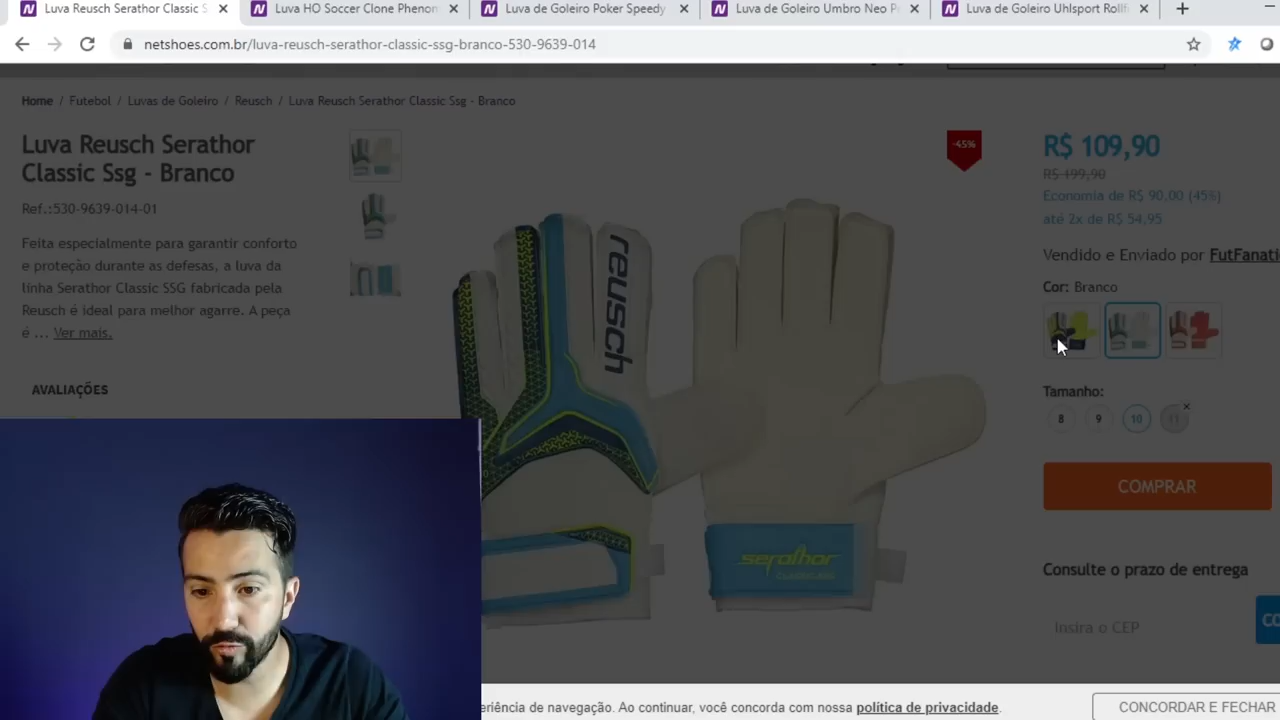 Luva Reusch Serathor Classic S
Luva HO Soccer Clone Phenom
Luva de Goleiro Poker Speedy
Luva de Goleiro Umbro Neo P
Luva de Goleiro Uhlsport Rollf
netshoes.com.br/luva-reusch-serathor-classic-ssg-branco-530-9639-014
Home / Futebol / Luvas de Goleiro / Reusch / Luva Reusch Serathor Classic Ssg - Branco
Luva Reusch Serathor
Classic Ssg - Branco
Ref.:530-9639-014-01
Feita especialmente para garantir conforto
e proteção durante as defesas, a luva da
linha Serathor Classic SSG fabricada pela
Reusch é ideal para melhor agarre. A peça
é ... Ver mais.
AVALIAÇÕES
reusch
serathor
-45%
R$ 109,90
R$ 199,90
Economia de R$ 90,00 (45%)
até 2x de R$ 54,95
Vendido e Enviado por FutFanati
Cor: Branco
Tamanho:
8 9 10 11
COMPRAR
Consulte o prazo de entrega
Insira o CEP
CO
eriência de navegação. Ao continuar, você concorda com nossa política de privacidade.
CONCORDAR E FECHAR